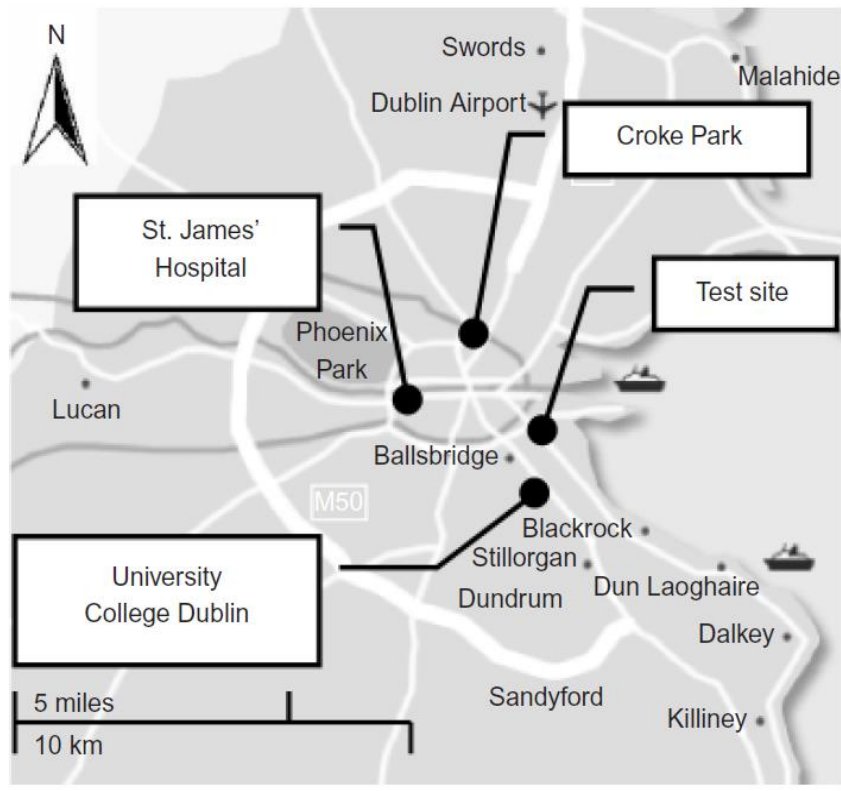 N
Swords
Malahide
Dublin Airport
Croke Park
St. James’
Hospital
Test site
Phoenix
Park
Lucan
Ballsbridge
M50
Blackrock
University
College Dublin
Stillorgan
Dun Laoghaire
Dundrum
Dalkey
Sandyford
5 miles
Killiney
10 km